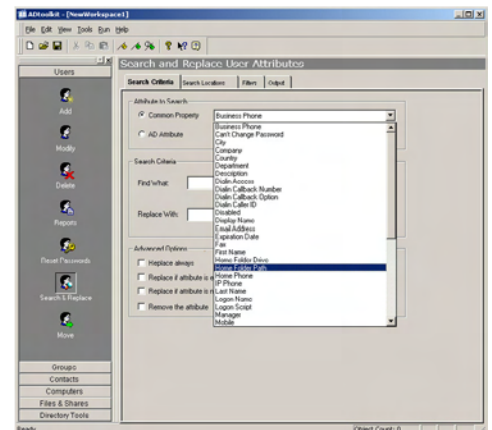 ADtoolkit - [NewWorkspace1]
File Edit View Tools Run Help
Users
Add
Modify
Delete
Reports
Reset Passwords
Search & Replace
Move
Groups
Contacts
Computers
Files & Shares
Directory Tools
Search and Replace User Attributes
Search Criteria Search Locations Filters Output
Attribute to Search
Common Property Business Phone
AD Attribute
Business Phone
Can't Change Password
City
Company
Country
Department
Description
Dialin Access
Dialin Callback Number
Dialin Callback Option
Dialin Caller ID
Disabled
Display Name
Email Address
Expiration Date
Fax
First Name
Home Folder Drive
Home Folder Path
Home Phone
IP Phone
Last Name
Logon Name
Logon Script
Manager
Mobile
Search Criteria
Find What:
Replace With:
Advanced Options
Replace always
Replace if attribute is
Replace if attribute is
Remove the attribute
Ready Object Count: 0